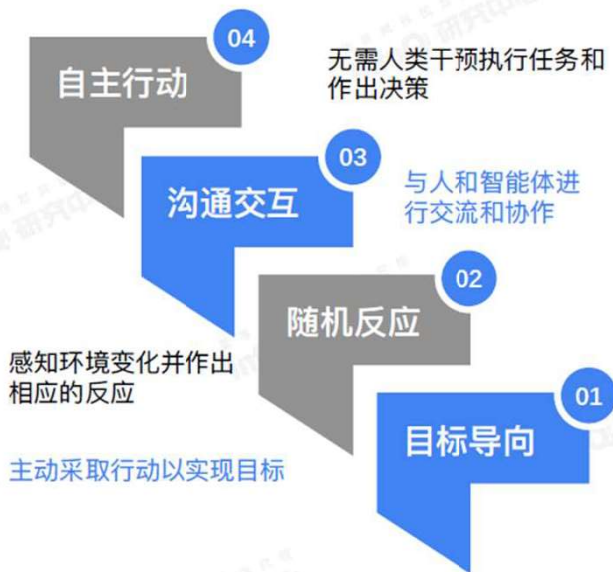 04
自主行动
无需人类干预执行任务和
作出决策
03
沟通交互
与人和智能体进
行交流和协作
02
随机反应
感知环境变化并作出
相应的反应
01
目标导向
主动采取行动以实现目标